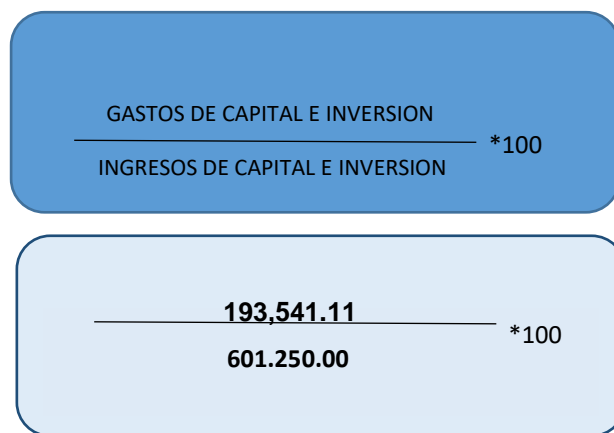 GASTOS DE CAPITAL E INVERSION
*100
INGRESOS DE CAPITAL E INVERSION
193,541.11
*100
601.250.00